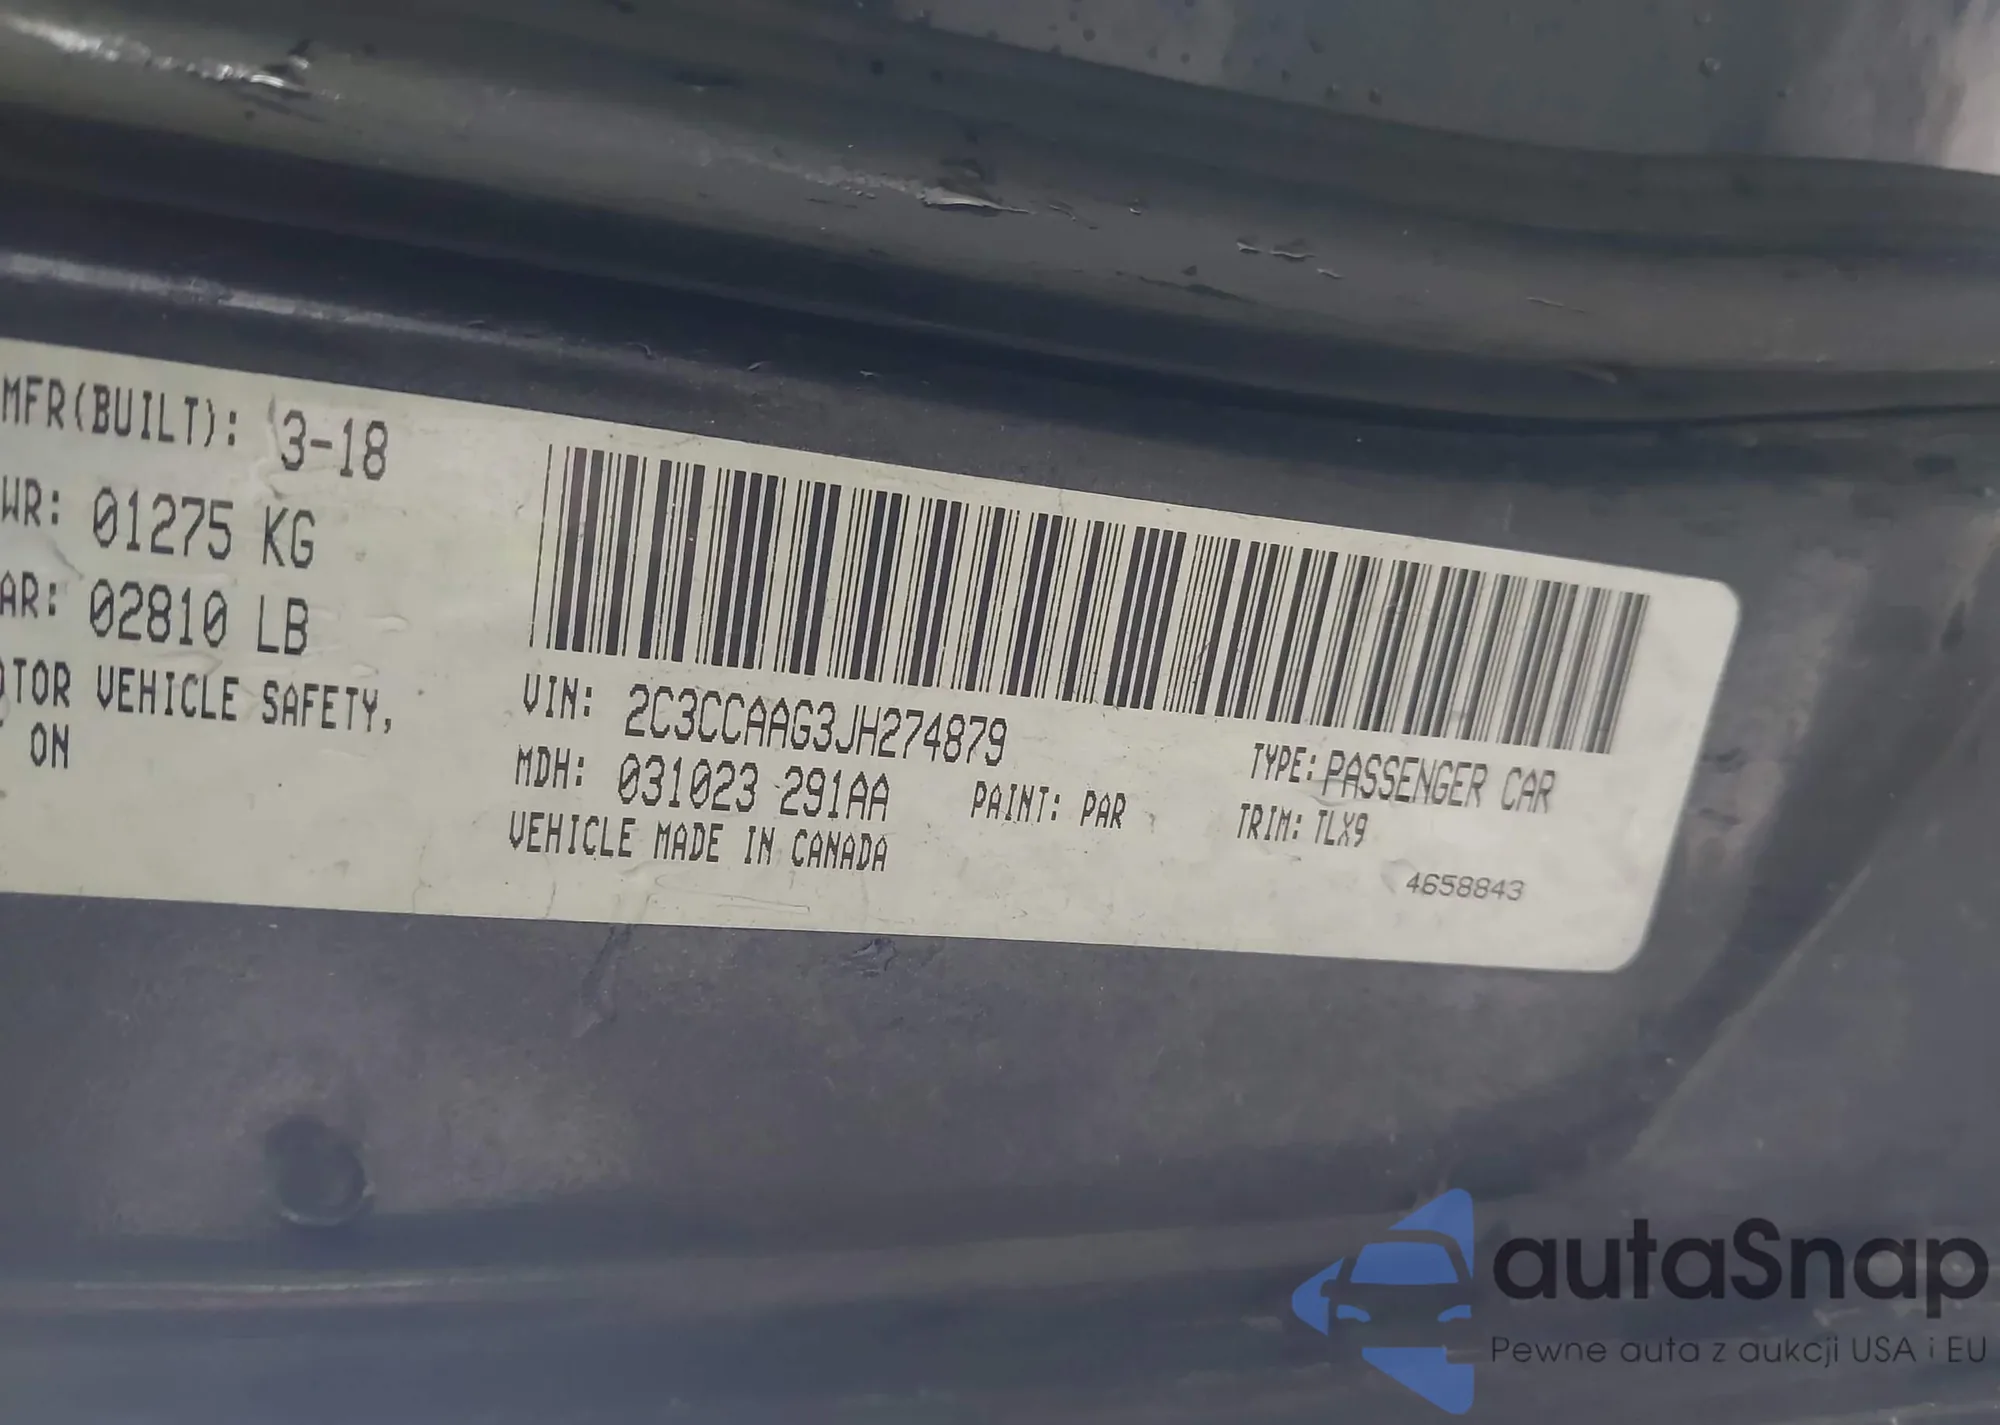 MFR(BUILT): 3-18
WR: 01275 KG
AR: 02810 LB
OTOR VEHICLE SAFETY,
ON
VIN: 2C3CCAAG3JH274879
MDH: 031023 291AA
PAINT: PAR
VEHICLE MADE IN CANADA
TYPE: PASSENGER CAR
TRIM: TLX9
4658843
autaSnap
Pewne auta z aukcji USA i EU